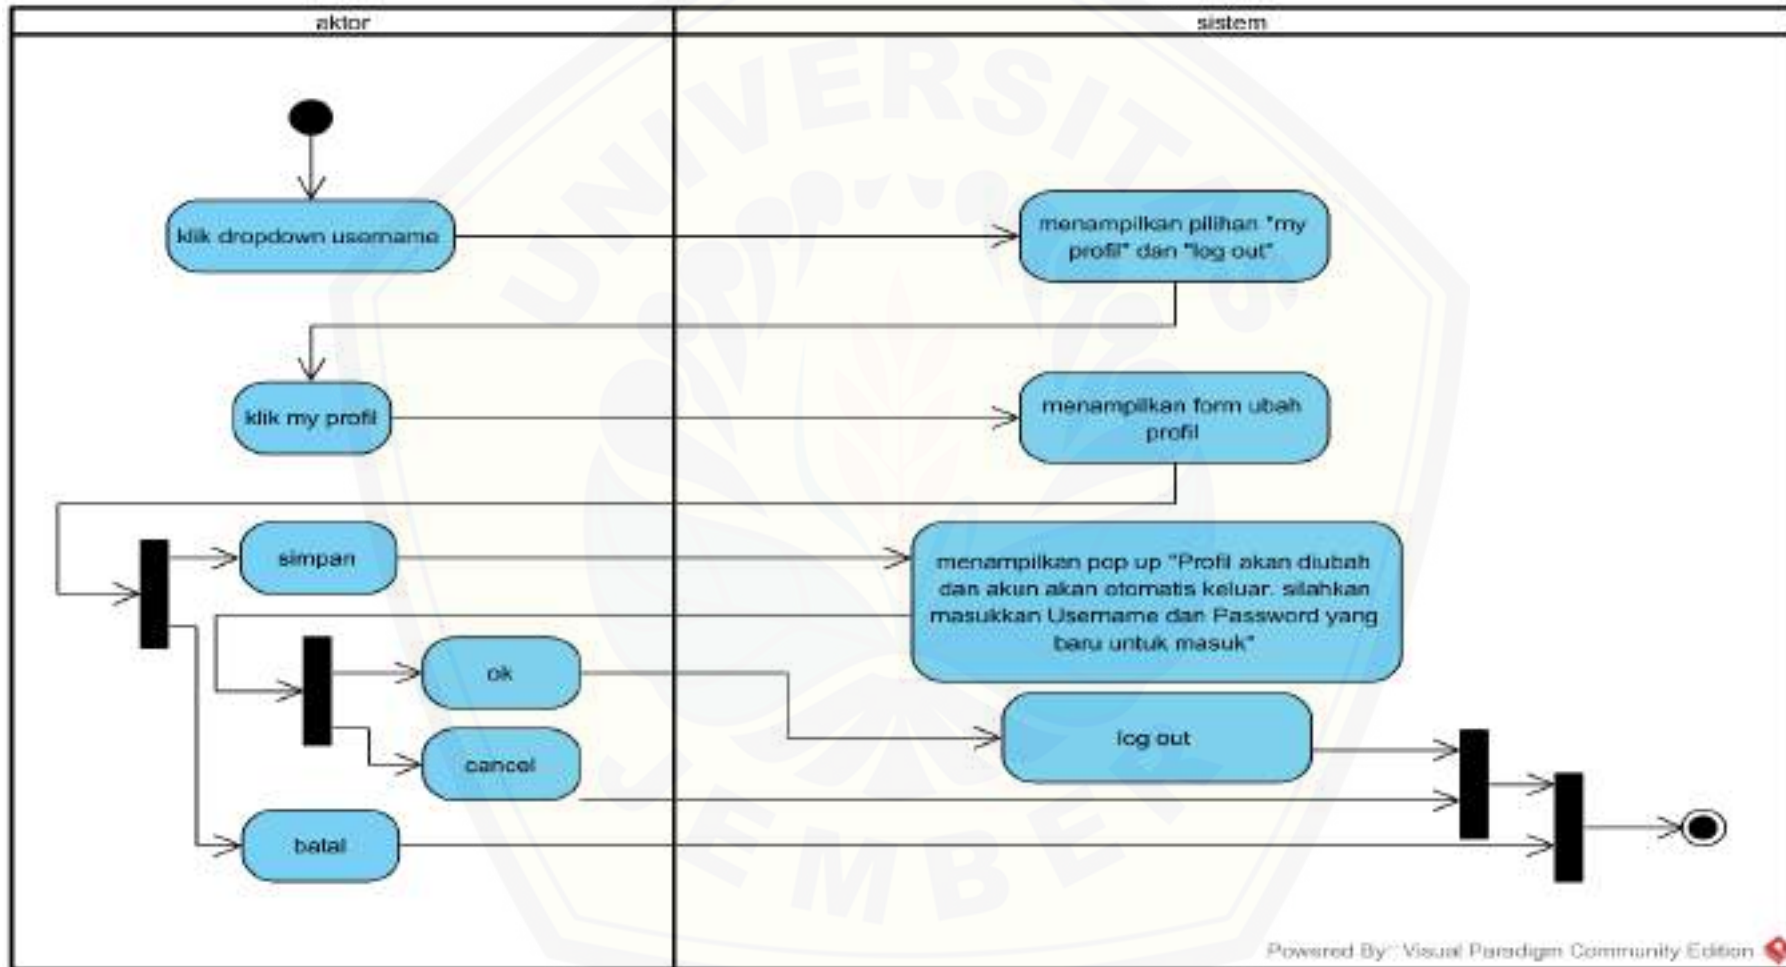 aktor
sistem
UNIVERSITAS
klik dropdown username
menampilkan pilihan "my
profil" dan "log out"
klik my profil
menampilkan form ubah
profil
simpan
menampilkan pop up "Profil akan diubah
dan akun akan otomatis keluar. silahkan
masukkan Username dan Password yang
baru untuk masuk"
ok
log out
cancel
batal
JEMBER
Powered By: Visual Paradigm Community Edition